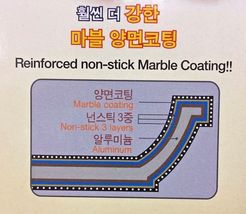 훨씬 더 강한
마블 양면코팅
Reinforced non-stick Marble Coating!!
양면코팅
Marble coating
넌스틱 3중
Non-stick 3 layers
알루미늄
Aluminum